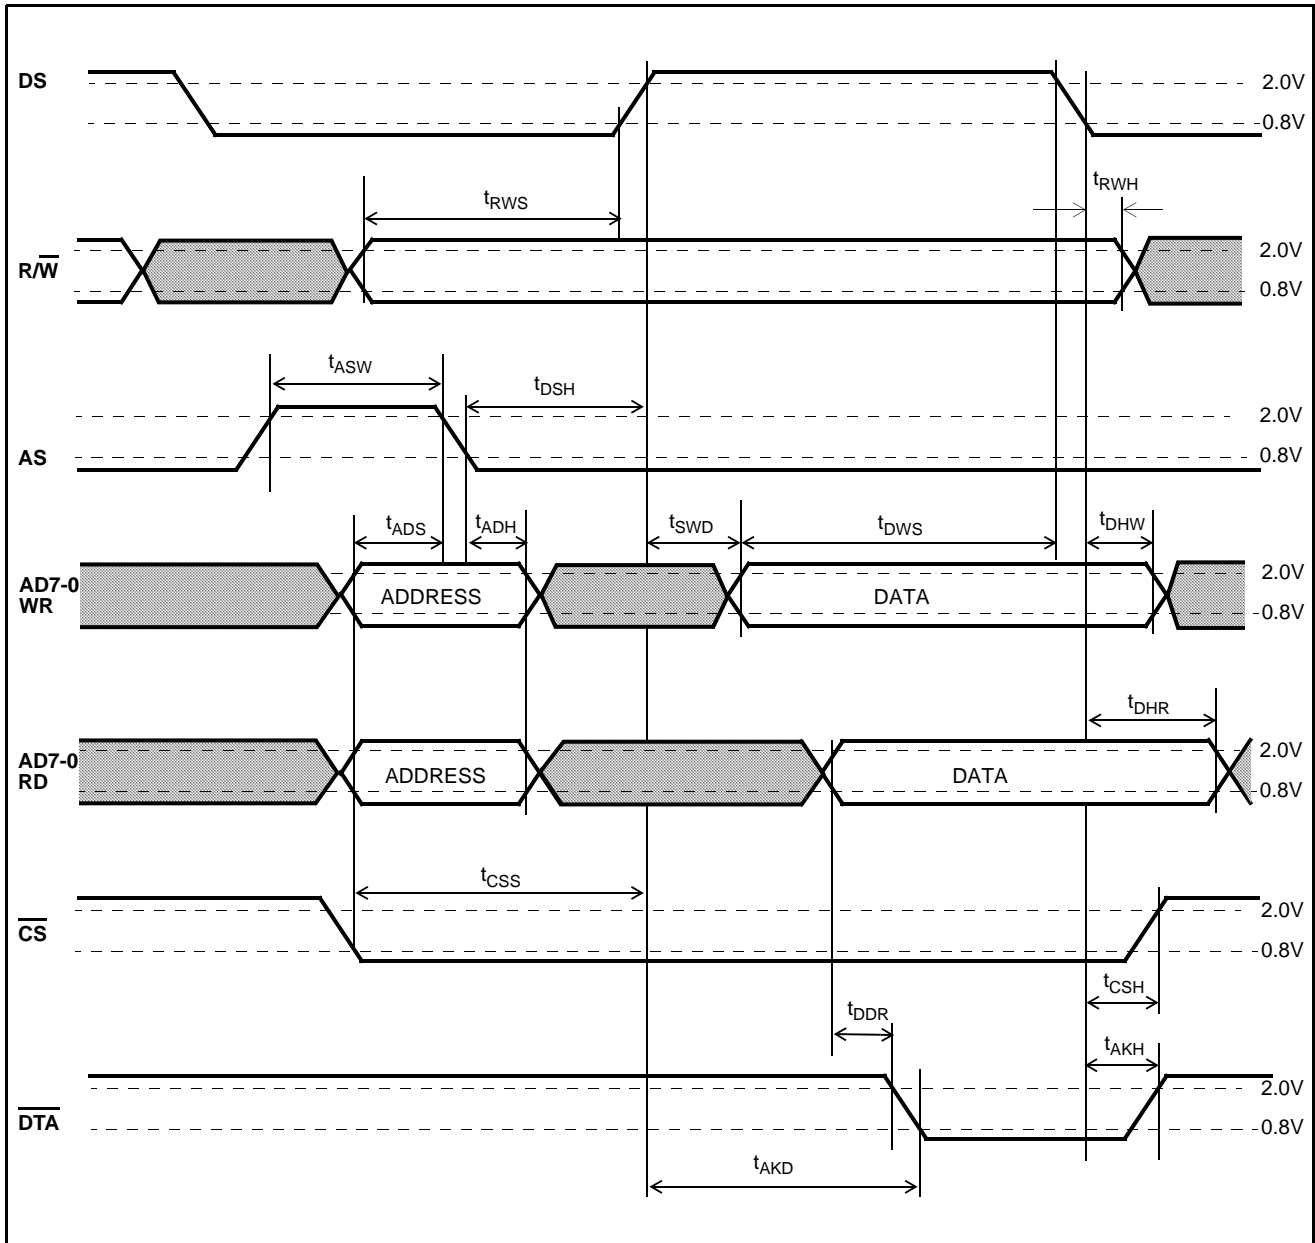 DS
2.0V
0.8V
tRWS
tRWH
R/W̅
2.0V
0.8V
tASW
tDSH
AS
2.0V
0.8V
tADS
tADH
tSWD
tDWS
tDHW
AD7-0
WR
ADDRESS
DATA
2.0V
0.8V
tDHR
AD7-0
RD
ADDRESS
DATA
2.0V
0.8V
tCSS
C̅S̅
2.0V
0.8V
tCSH
tDDR
tAKH
D̅T̅A̅
2.0V
0.8V
tAKD